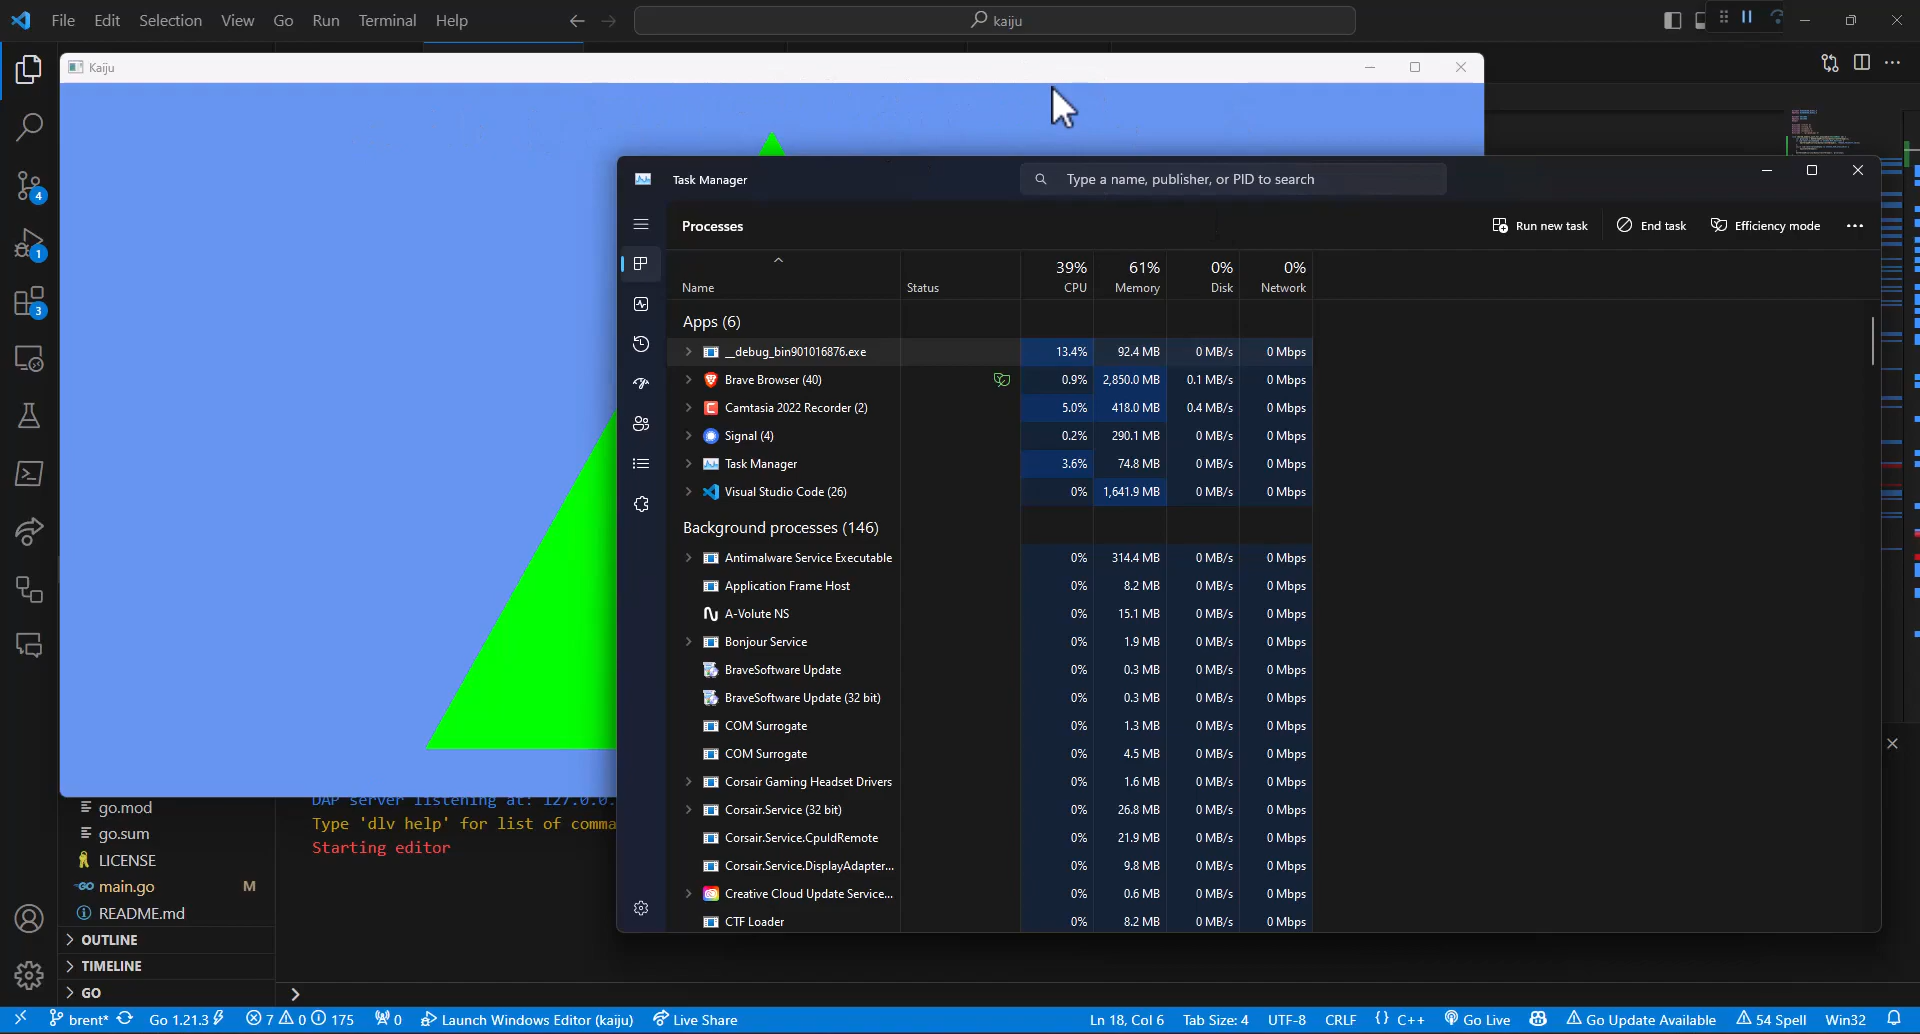 File Edit Selection View Go Run Terminal Help
kaiju
Kaiju
Task Manager
Type a name, publisher, or PID to search
Processes
Run new task
End task
Efficiency mode
39% 61% 0% 0%
Name Status CPU Memory Disk Network
Apps (6)
__debug_bin901016876.exe 13.4% 92.4 MB 0 MB/s 0 Mbps
Brave Browser (40) 0.9% 2,850.0 MB 0.1 MB/s 0 Mbps
Camtasia 2022 Recorder (2) 5.0% 418.0 MB 0.4 MB/s 0 Mbps
Signal (4) 0.2% 290.1 MB 0 MB/s 0 Mbps
Task Manager 3.6% 74.8 MB 0 MB/s 0 Mbps
Visual Studio Code (26) 0% 1,641.9 MB 0 MB/s 0 Mbps
Background processes (146)
Antimalware Service Executable 0% 314.4 MB 0 MB/s 0 Mbps
Application Frame Host 0% 8.2 MB 0 MB/s 0 Mbps
A-Volute NS 0% 15.1 MB 0 MB/s 0 Mbps
Bonjour Service 0% 1.9 MB 0 MB/s 0 Mbps
BraveSoftware Update 0% 0.3 MB 0 MB/s 0 Mbps
BraveSoftware Update (32 bit) 0% 0.3 MB 0 MB/s 0 Mbps
COM Surrogate 0% 1.3 MB 0 MB/s 0 Mbps
COM Surrogate 0% 4.5 MB 0 MB/s 0 Mbps
Corsair Gaming Headset Drivers 0% 1.6 MB 0 MB/s 0 Mbps
Corsair.Service (32 bit) 0% 26.8 MB 0 MB/s 0 Mbps
Corsair.Service.CpuIdRemote 0% 21.9 MB 0 MB/s 0 Mbps
Corsair.Service.DisplayAdapter... 0% 9.8 MB 0 MB/s 0 Mbps
Creative Cloud Update Service... 0% 0.6 MB 0 MB/s 0 Mbps
CTF Loader 0% 8.2 MB 0 MB/s 0 Mbps
4
1
3
go.mod
go.sum
LICENSE
main.go M
README.md
OUTLINE
TIMELINE
GO
DAP server listening at: 127.0.0.
Type 'dlv help' for list of comma
Starting editor
brent* Go 1.21.3 7 0 175 0 Launch Windows Editor (kaiju) Live Share Ln 18, Col 6 Tab Size: 4 UTF-8 CRLF {} C++ Go Live Go Update Available 54 Spell Win32